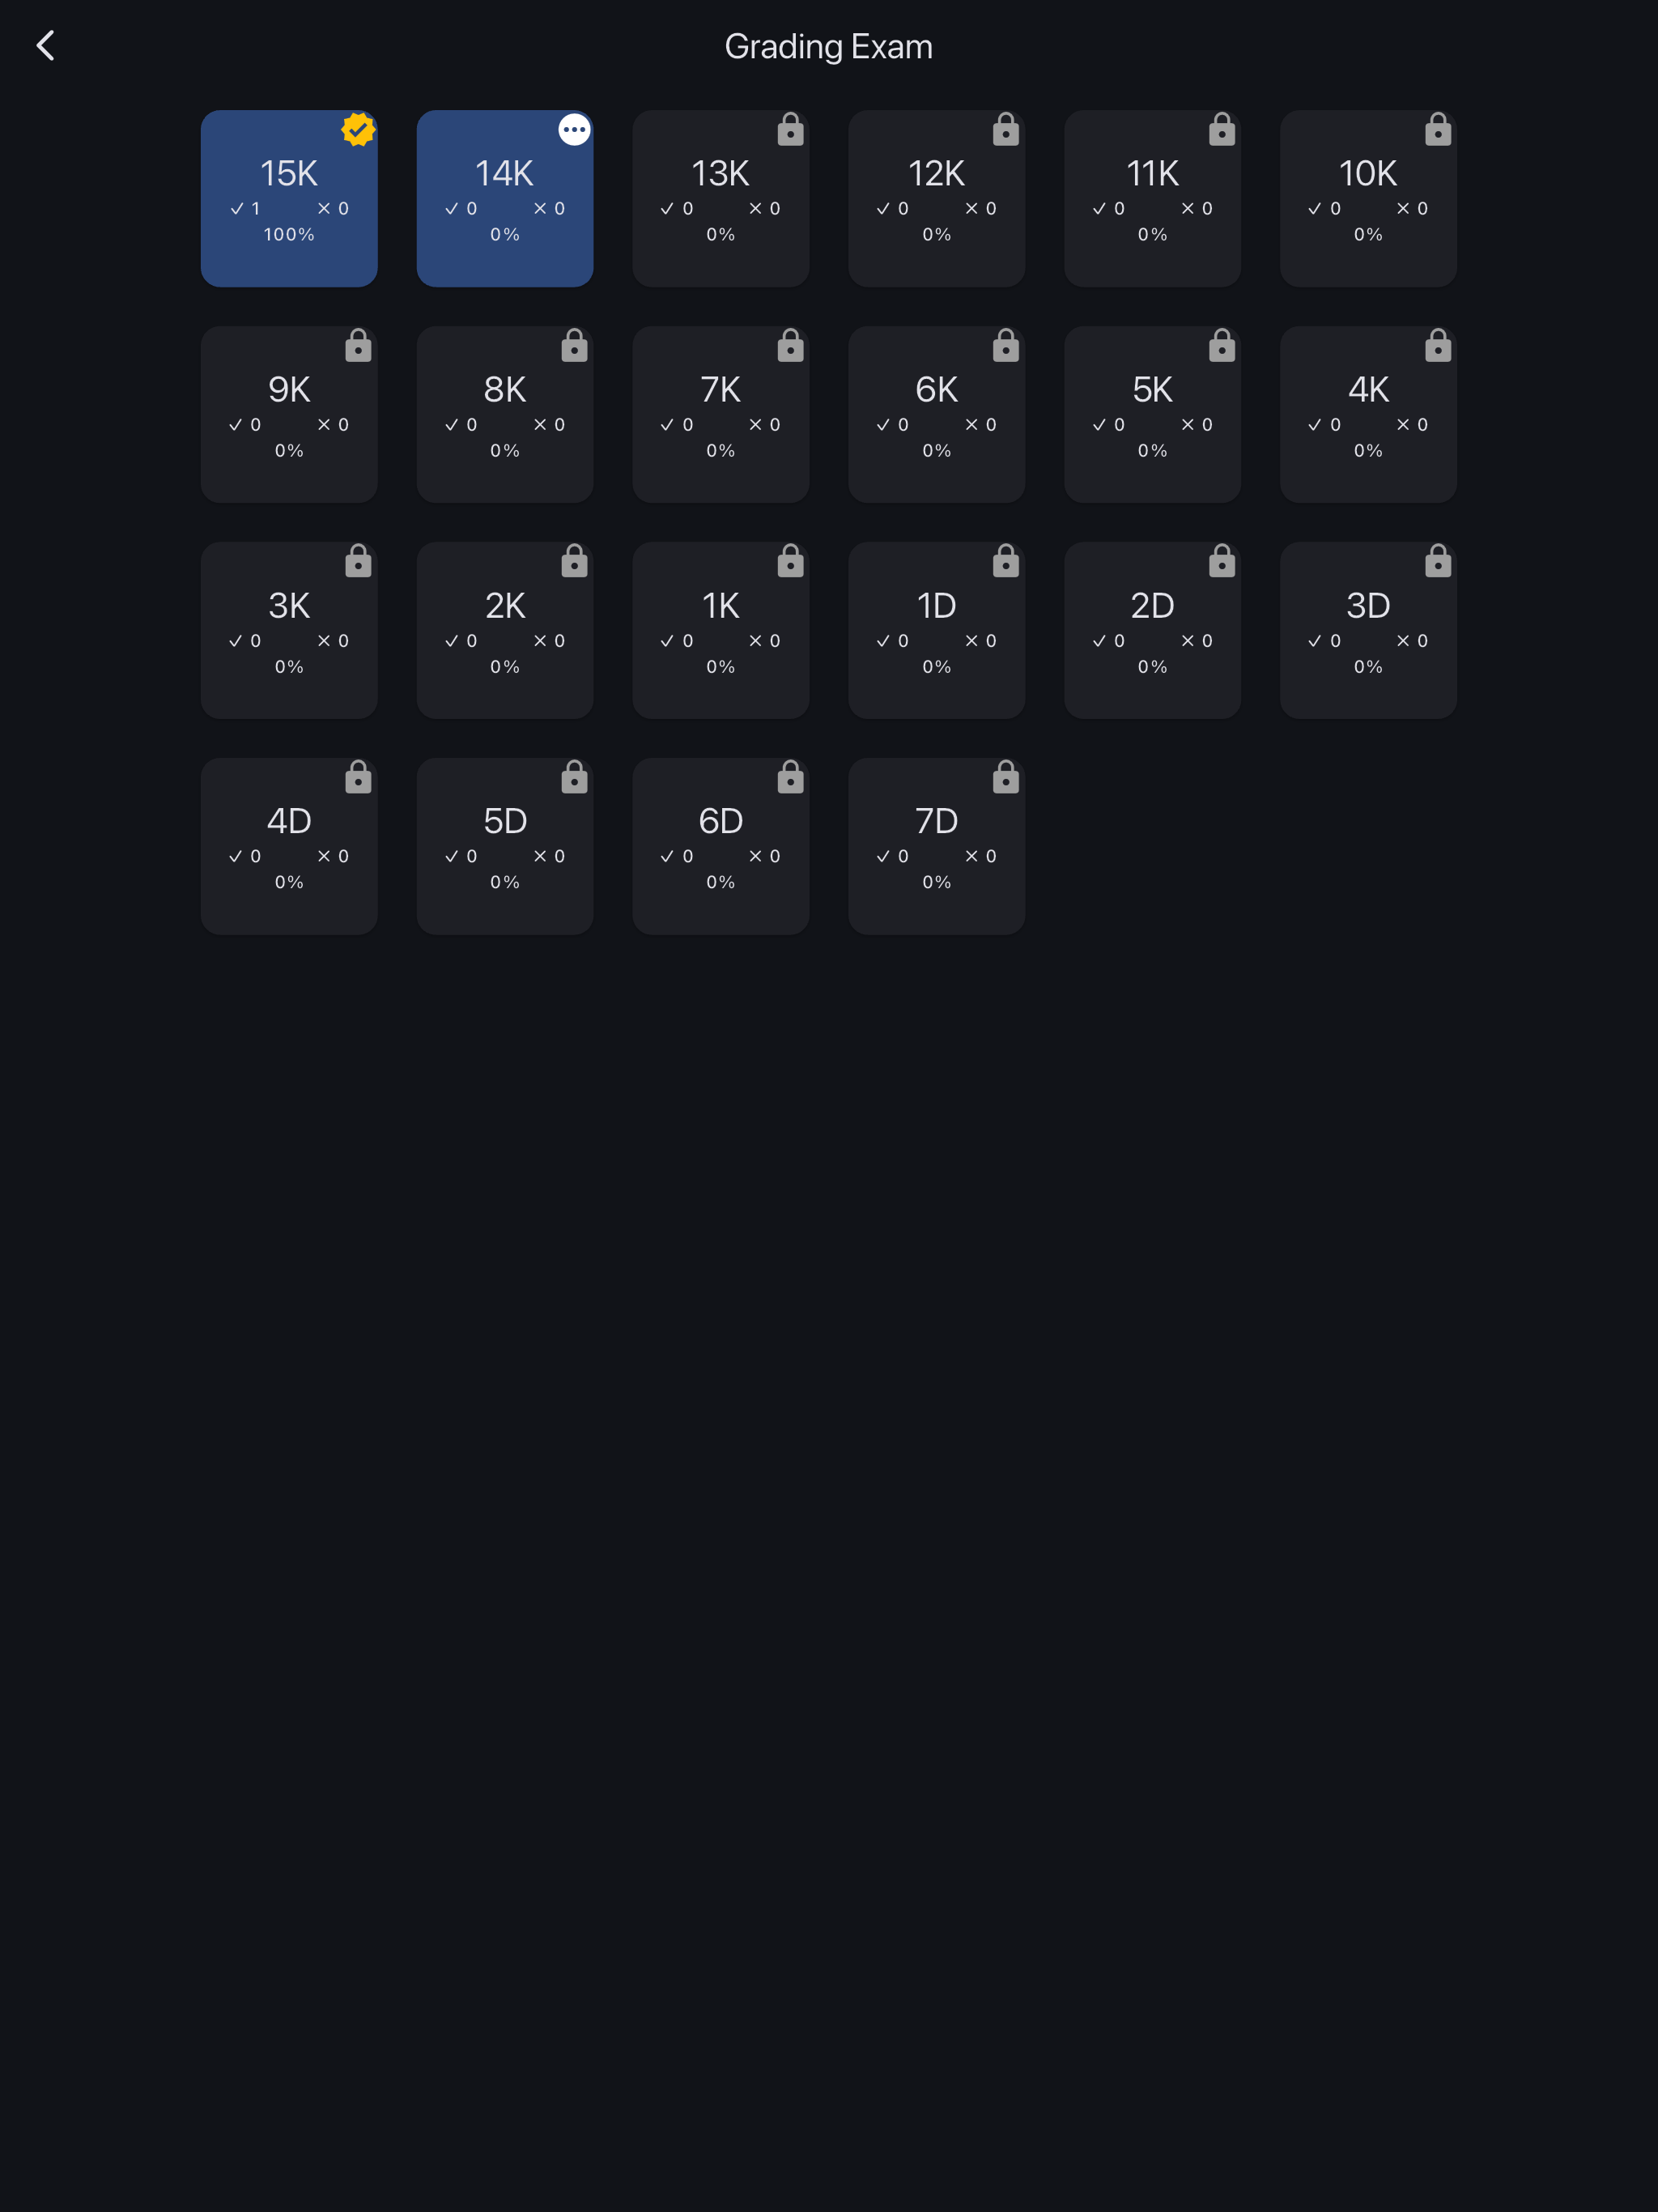 Grading Exam
15K 14K 13K 12K 11K 10K
1 0 0 0 0 0 0 0 0 0 0 0
100% 0% 0% 0% 0% 0%
9K 8K 7K 6K 5K 4K
0 0 0 0 0 0 0 0 0 0 0 0
0% 0% 0% 0% 0% 0%
3K 2K 1K 1D 2D 3D
0 0 0 0 0 0 0 0 0 0 0 0
0% 0% 0% 0% 0% 0%
4D 5D 6D 7D
0 0 0 0 0 0 0 0
0% 0% 0% 0%